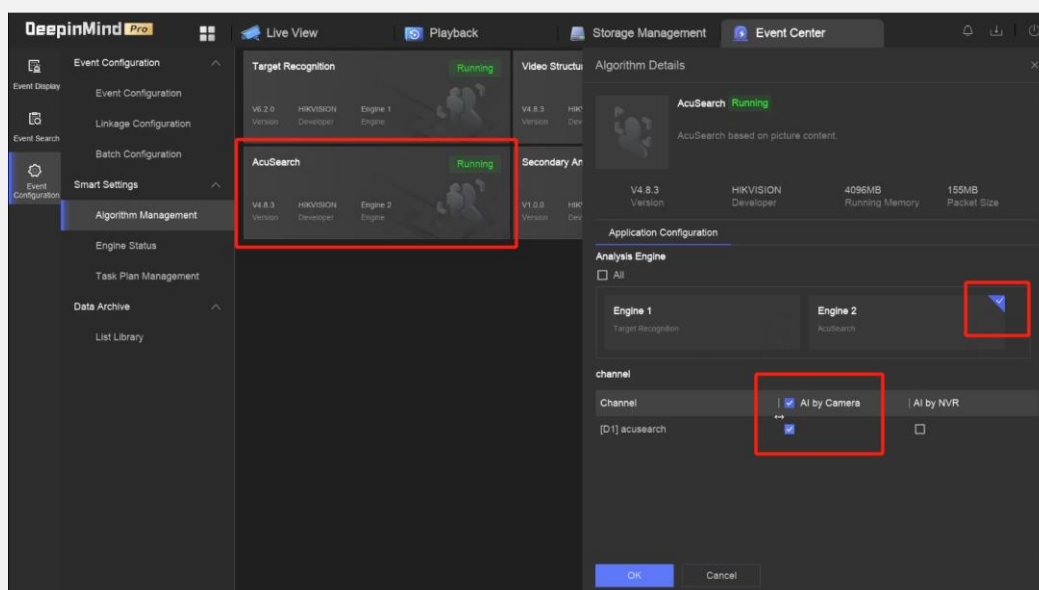 DeepinMind Pro
Live View
Playback
Storage Management
Event Center
Event Display
Event Search
Event Configuration
Event Configuration
Event Configuration
Linkage Configuration
Batch Configuration
Smart Settings
Algorithm Management
Engine Status
Task Plan Management
Data Archive
List Library
Target Recognition
Running
V6.2.0 HIKVISION Engine 1
Version Developer Engine
Video Structu
V4.8.3 HIK
Version Dev
AcuSearch
Running
V4.8.3 HIKVISION Engine 2
Version Developer Engine
Secondary An
V1.0.0 HIK
Version Dev
Algorithm Details
AcuSearch Running
AcuSearch based on picture content.
V4.8.3 HIKVISION 4096MB 155MB
Version Developer Running Memory Packet Size
Application Configuration
Analysis Engine
All
Engine 1
Target Recognition
Engine 2
AcuSearch
channel
Channel AI by Camera AI by NVR
[D1] acusearch
OK Cancel